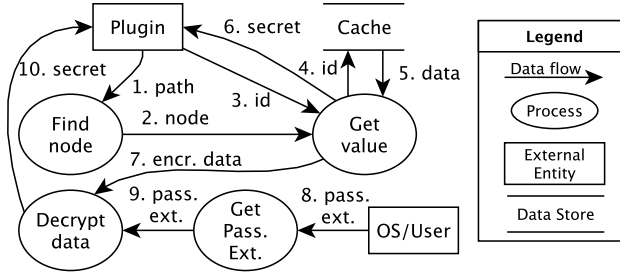 Plugin
6. secret
Cache
10. secret
1. path
3. id
4. id
5. data
Find
node
2. node
Get
value
7. encr. data
Decrypt
data
9. pass.
ext.
Get
Pass.
Ext.
8. pass.
ext.
OS/User
Legend
Data flow
Process
External
Entity
Data Store